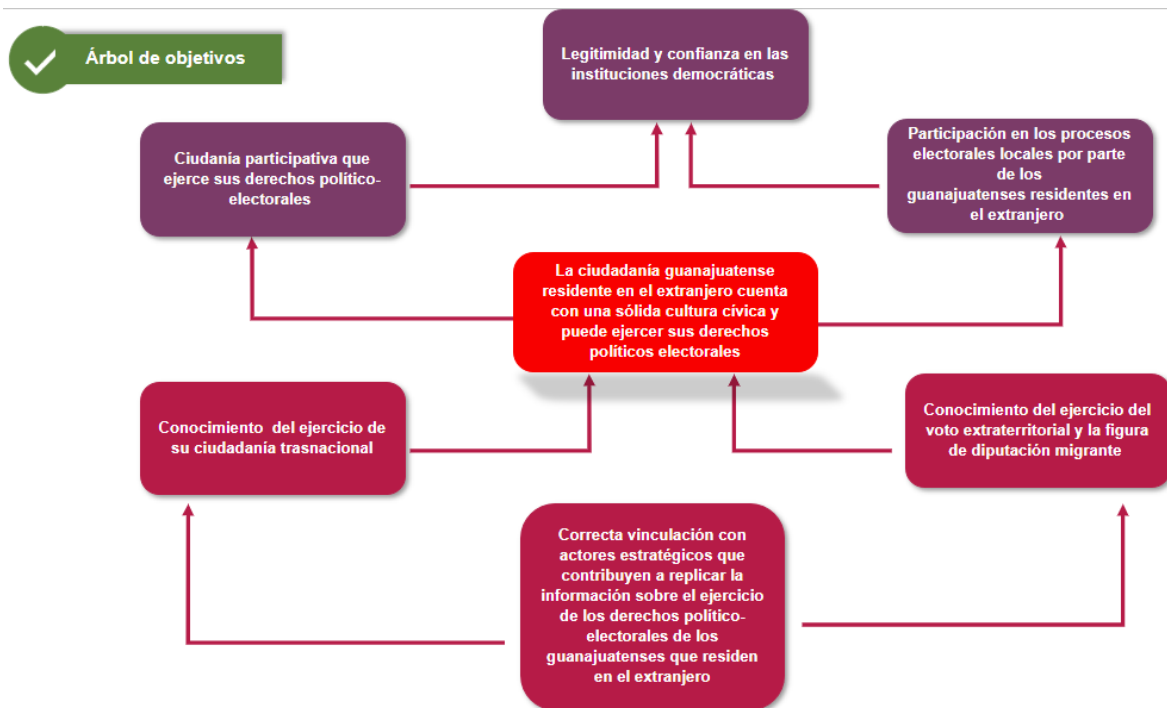 Árbol de objetivos
Legitimidad y confianza en las
instituciones democráticas
Ciudanía participativa que
ejerce sus derechos político-
electorales
Participación en los procesos
electorales locales por parte
de los
guanajuatenses residentes en
el extranjero
La ciudadanía guanajuatense
residente en el extranjero cuenta
con una sólida cultura cívica y
puede ejercer sus derechos
políticos electorales
Conocimiento del ejercicio de
su ciudadanía trasnacional
Conocimiento del ejercicio del
voto extraterritorial y la figura
de diputación migrante
Correcta vinculación con
actores estratégicos que
contribuyen a replicar la
información sobre el ejercicio
de los derechos político-
electorales de los
guanajuatenses que residen
en el extranjero